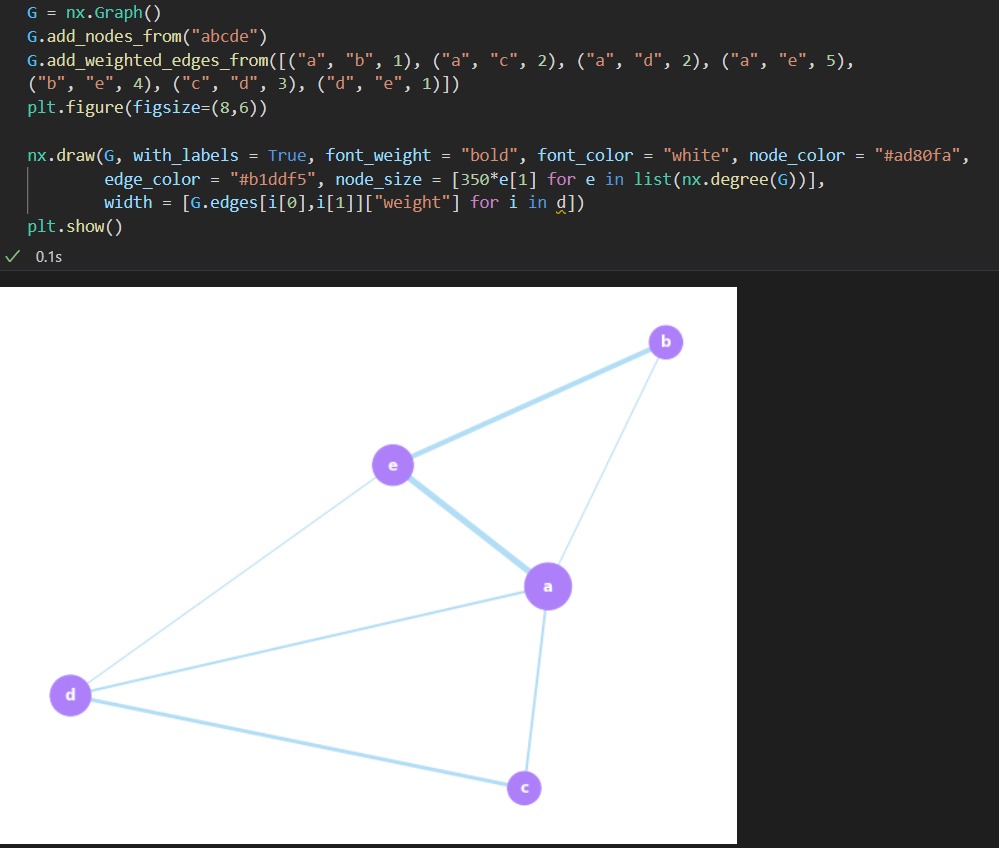 G = nx.Graph()
G.add_nodes_from("abcde")
G.add_weighted_edges_from([("a", "b", 1), ("a", "c", 2), ("a", "d", 2), ("a", "e", 5),
("b", "e", 4), ("c", "d", 3), ("d", "e", 1)])
plt.figure(figsize=(8,6))
nx.draw(G, with_labels = True, font_weight = "bold", font_color = "white", node_color = "#ad80fa",
edge_color = "#b1ddf5", node_size = [350*e[1] for e in list(nx.degree(G))],
width = [G.edges[i[0],i[1]]["weight"] for i in d])
plt.show()
0.1s
b
e
a
d
c